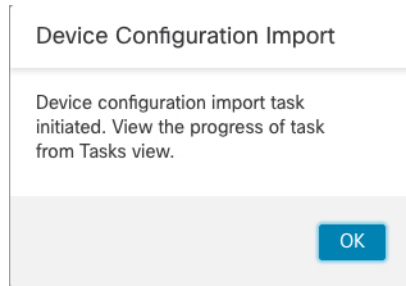 Device Configuration Import
Device configuration import task
initiated. View the progress of task
from Tasks view.
OK